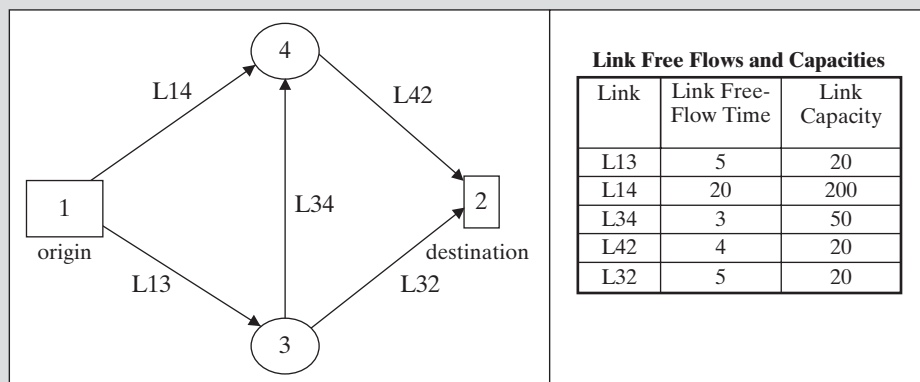 4
L14
L42
1
origin
L34
2
destination
L13
L32
3
Link Free Flows and Capacities
Link Link Free-Flow Time Link Capacity
L13 5 20
L14 20 200
L34 3 50
L42 4 20
L32 5 20